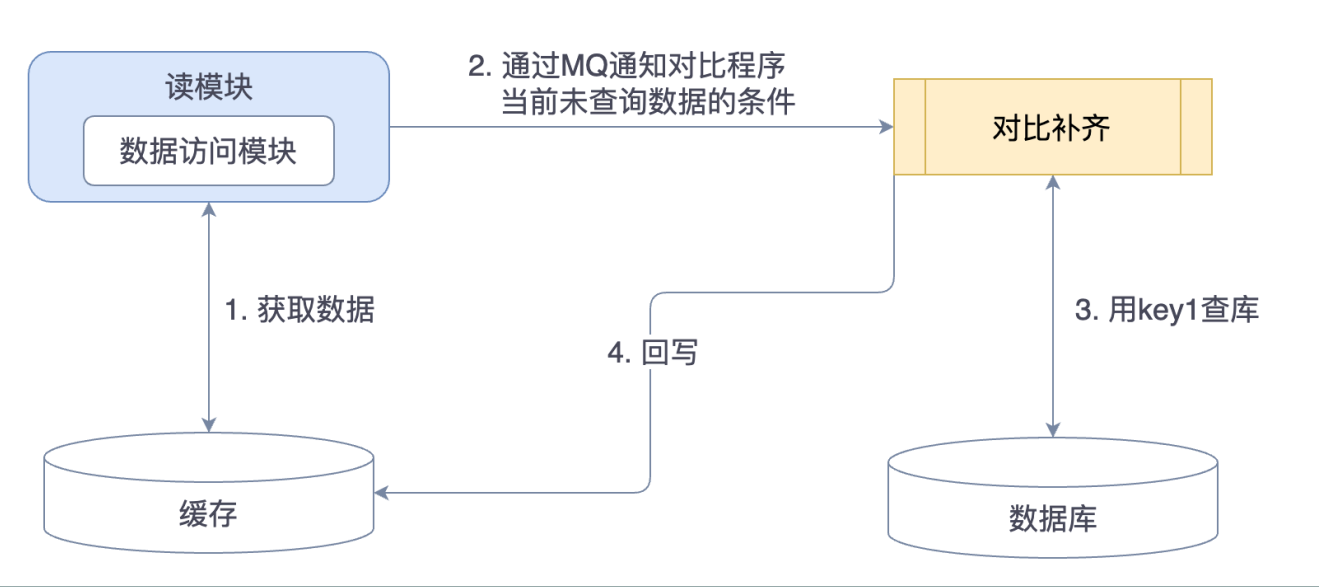 读模块
数据访问模块
2. 通过MQ通知对比程序
当前未查询数据的条件
对比补齐
1. 获取数据
3. 用key1查库
4. 回写
缓存
数据库